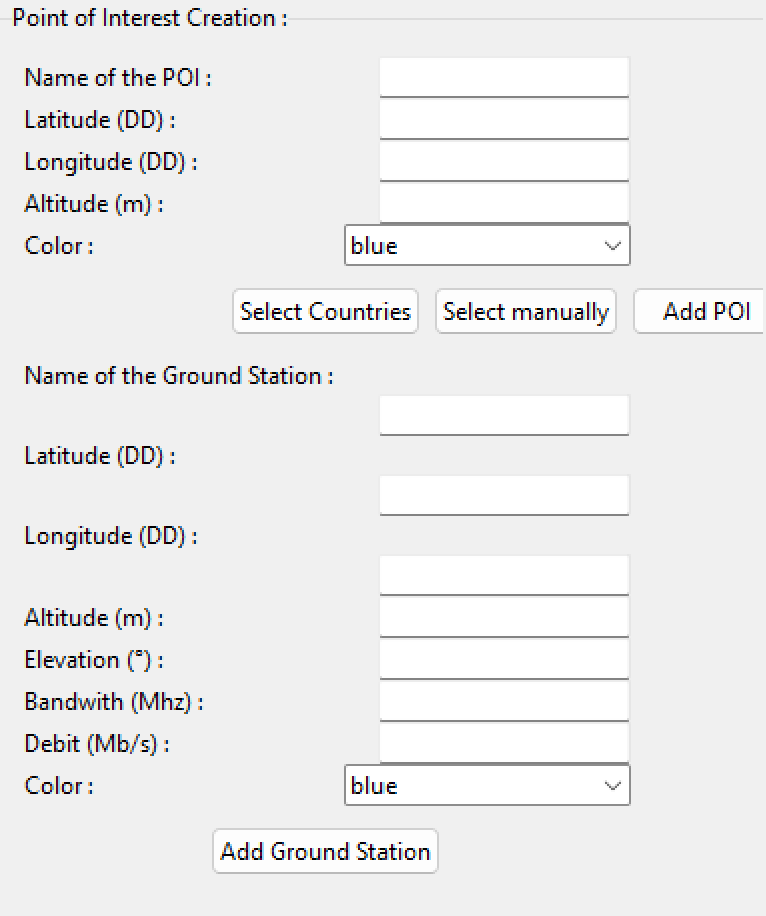 Point of Interest Creation :
Name of the POI :
Latitude (DD) :
Longitude (DD) :
Altitude (m) :
Color :
blue
Select Countries
Select manually
Add POI
Name of the Ground Station :
Latitude (DD) :
Longitude (DD) :
Altitude (m) :
Elevation (°) :
Bandwith (Mhz) :
Debit (Mb/s) :
Color :
blue
Add Ground Station